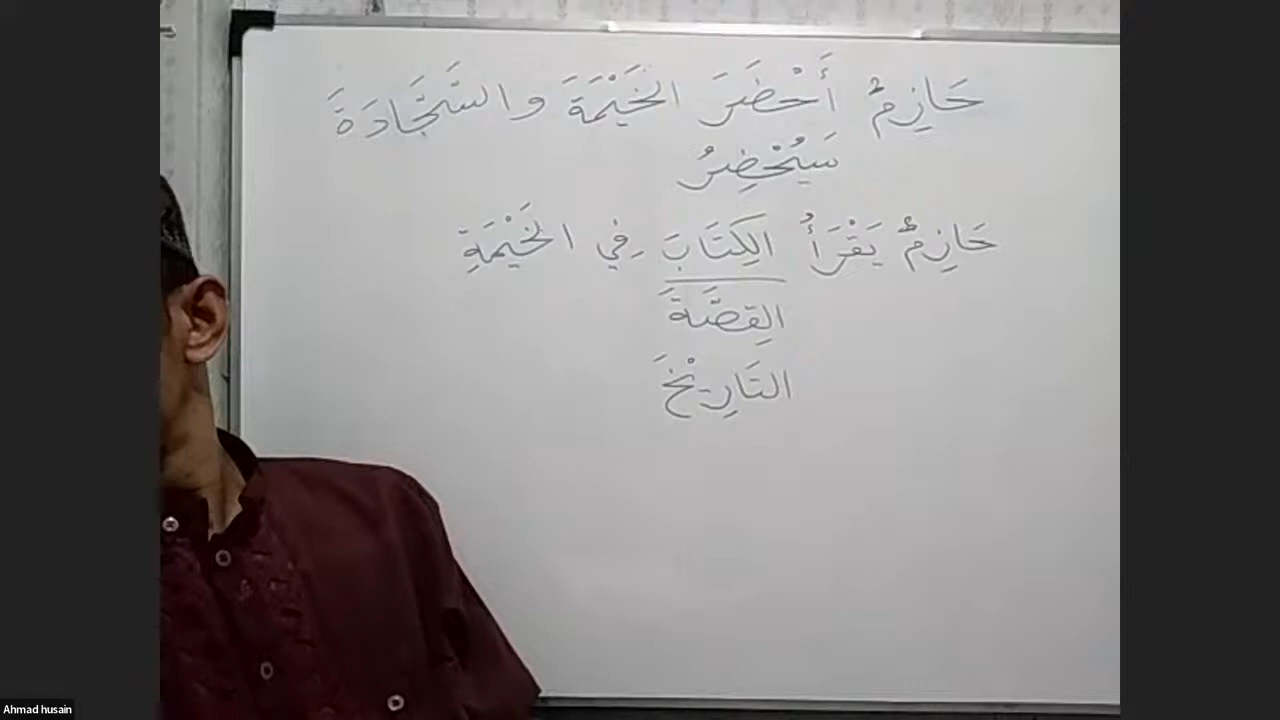 حَازِمٌ أَحْضَرَ الخَيْمَةَ والسَّجَّادَةَ
سَيُحْضِرُ
حَازِمٌ يَقْرَأُ الكِتَابَ فِي الخَيْمَةِ
القِصَّةَ
التَارِيْخَ
Ahmad husain